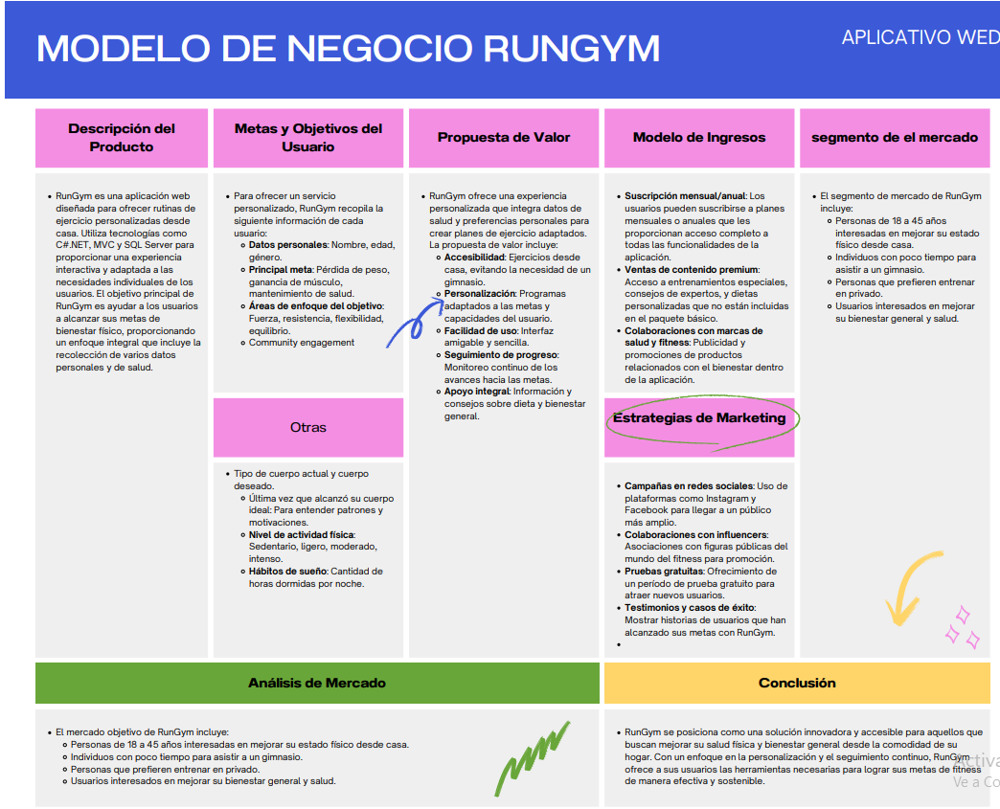 MODELO DE NEGOCIO RUNGYM
APLICATIVO WED
Descripción del
Producto
• RunGym es una aplicación web
diseñada para ofrecer rutinas de
ejercicio personalizadas desde
casa. Utiliza tecnologías como
C#.NET, MVC y SQL Server para
proporcionar una experiencia
interactiva y adaptada a las
necesidades individuales de los
usuarios. El objetivo principal de
RunGym es ayudar a los usuarios
a alcanzar sus metas de
bienestar físico, proporcionando
un enfoque integral que incluye la
recolección de varios datos
personales y de salud.
Metas y Objetivos del
Usuario
• Para ofrecer un servicio
personalizado, RunGym recopila la
siguiente información de cada
usuario:
Datos personales: Nombre, edad,
género.
Principal meta: Pérdida de peso,
ganancia de músculo,
mantenimiento de salud.
Áreas de enfoque del objetivo:
Fuerza, resistencia, flexibilidad,
equilibrio.
Community engagement
Otras
• Tipo de cuerpo actual y cuerpo
deseado.
Última vez que alcanzó su cuerpo
ideal: Para entender patrones y
motivaciones.
Nivel de actividad física:
Sedentario, ligero, moderado,
intenso.
Hábitos de sueño: Cantidad de
horas dormidas por noche.
Propuesta de Valor
• RunGym ofrece una experiencia
personalizada que integra datos de
salud y preferencias personales para
crear planes de ejercicio adaptados.
La propuesta de valor incluye:
Accesibilidad: Ejercicios desde
casa, evitando la necesidad de un
gimnasio.
Personalización: Programas
adaptados a las metas y
capacidades del usuario.
Facilidad de uso: Interfaz
amigable y sencilla.
Seguimiento de progreso:
Monitoreo continuo de los
avances hacia las metas.
Apoyo integral: Información y
consejos sobre dieta y bienestar
general.
Modelo de Ingresos
• Suscripción mensual/anual: Los
usuarios pueden suscribirse a planes
mensuales o anuales que les
proporcionan acceso completo a
todas las funcionalidades de la
aplicación.
• Ventas de contenido premium:
Acceso a entrenamientos especiales,
consejos de expertos, y dietas
personalizadas que no están incluidas
en el paquete básico.
• Colaboraciones con marcas de
salud y fitness: Publicidad y
promociones de productos
relacionados con el bienestar dentro
de la aplicación.
Estrategias de Marketing
• Campañas en redes sociales: Uso de
plataformas como Instagram y
Facebook para llegar a un público
más amplio.
• Colaboraciones con influencers:
Asociaciones con figuras públicas del
mundo del fitness para promoción.
• Pruebas gratuitas: Ofrecimiento de
un período de prueba gratuito para
atraer nuevos usuarios.
• Testimonios y casos de éxito:
Mostrar historias de usuarios que han
alcanzado sus metas con RunGym.
segmento de el mercado
• El segmento de mercado de RunGym
incluye:
Personas de 18 a 45 años
interesadas en mejorar su estado
físico desde casa.
Individuos con poco tiempo para
asistir a un gimnasio.
Personas que prefieren entrenar
en privado.
Usuarios interesados en mejorar
su bienestar general y salud.
Análisis de Mercado
• El mercado objetivo de RunGym incluye:
Personas de 18 a 45 años interesadas en mejorar su estado físico desde casa.
Individuos con poco tiempo para asistir a un gimnasio.
Personas que prefieren entrenar en privado.
Usuarios interesados en mejorar su bienestar general y salud.
Conclusión
• RunGym se posiciona como una solución innovadora y accesible para aquellos que
buscan mejorar su salud física y bienestar general desde la comodidad de su
hogar. Con un enfoque en la personalización y el seguimiento continuo, RunGym
ofrece a sus usuarios las herramientas necesarias para lograr sus metas de fitness
de manera efectiva y sostenible.
Activa
Ve a Co